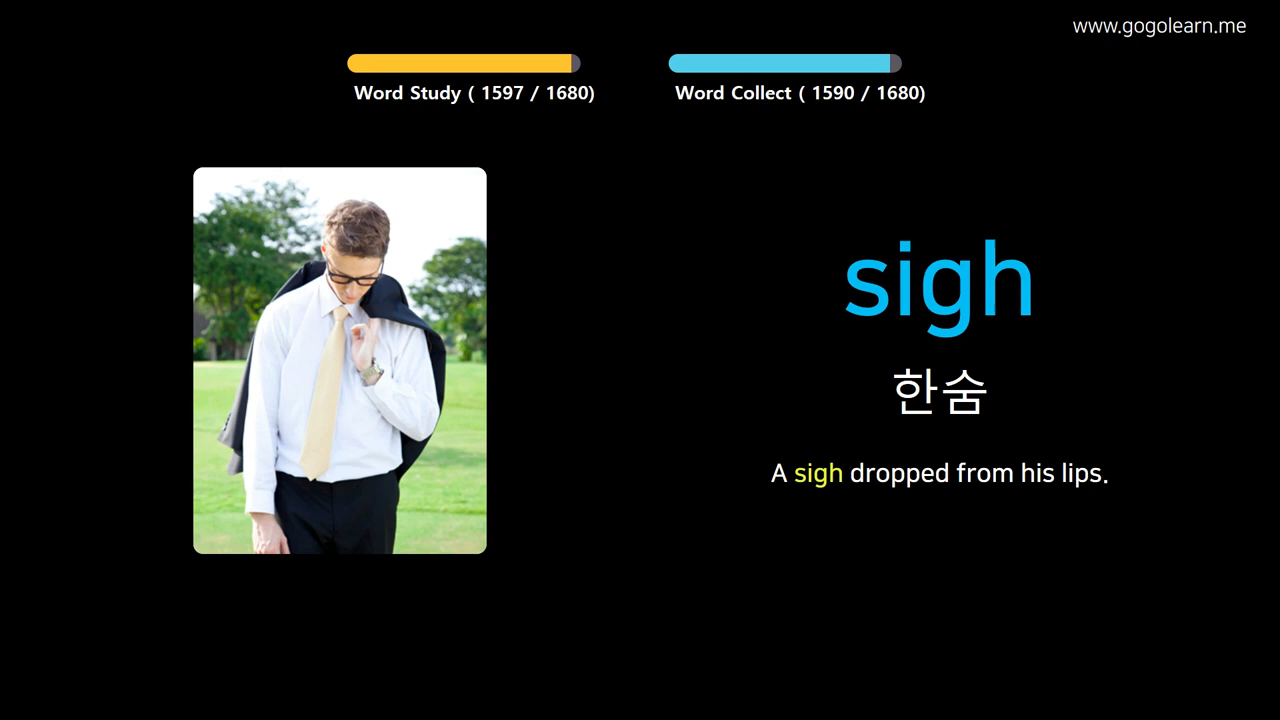 www.gogolearn.me
Word Study ( 1597 / 1680)
Word Collect ( 1590 / 1680)
sigh
한숨
A sigh dropped from his lips.